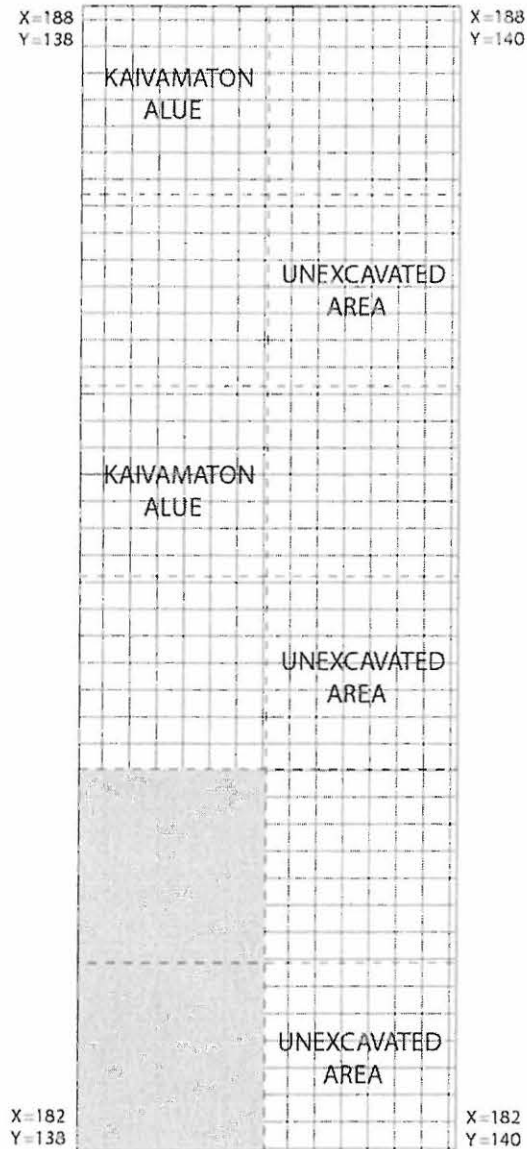 X=188
Y=138
X=188
Y=140
KAIVAMATON
ALUE
UNEXCAVATED
AREA
KAIVAMATON
ALUE
UNEXCAVATED
AREA
UNEXCAVATED
AREA
X=182
Y=138
X=182
Y=140